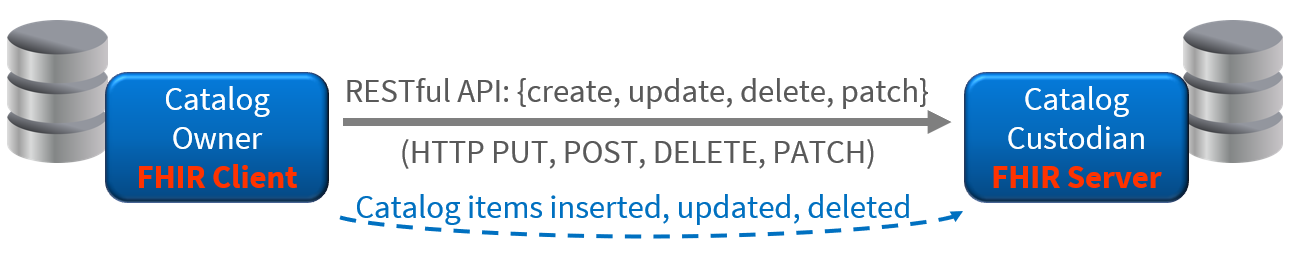 Catalog
Owner
FHIR Client
RESTful API: {create, update, delete, patch}
(HTTP PUT, POST, DELETE, PATCH)
Catalog items inserted, updated, deleted
Catalog
Custodian
FHIR Server